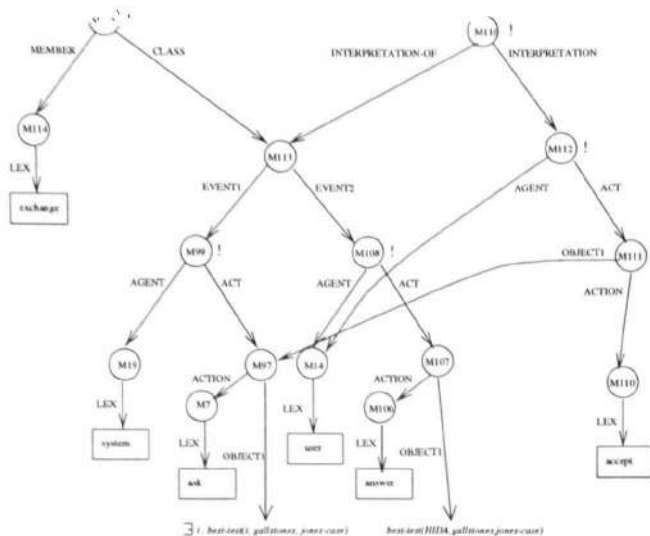 M116 !
MEMBER CLASS INTERPRETATION-OF INTERPRETATION
M114 M113 M112 !
LEX EVENT1 EVENT2 AGENT ACT
exchange
M99 ! M108 ! OBJECT1 M111
AGENT ACT AGENT ACT ACTION
M19 M97 M14 M107
ACTION ACTION M110
LEX M7 LEX M106 LEX
system LEX OBJECT1 user LEX OBJECT1 accept
ask answer
∃ . best-test( , gallstones, jones-case) best-test(HIDA,gallstones,jones-case)